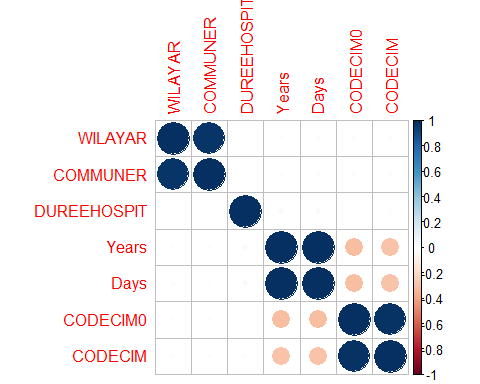 WILAYAR
COMMUNER
DUREEHOSPIT
Years
Days
CODECIM0
CODECIM
WILAYAR
COMMUNER
DUREEHOSPIT
Years
Days
CODECIM0
CODECIM
1
0.8
0.6
0.4
0.2
0
-0.2
-0.4
-0.6
-0.8
-1